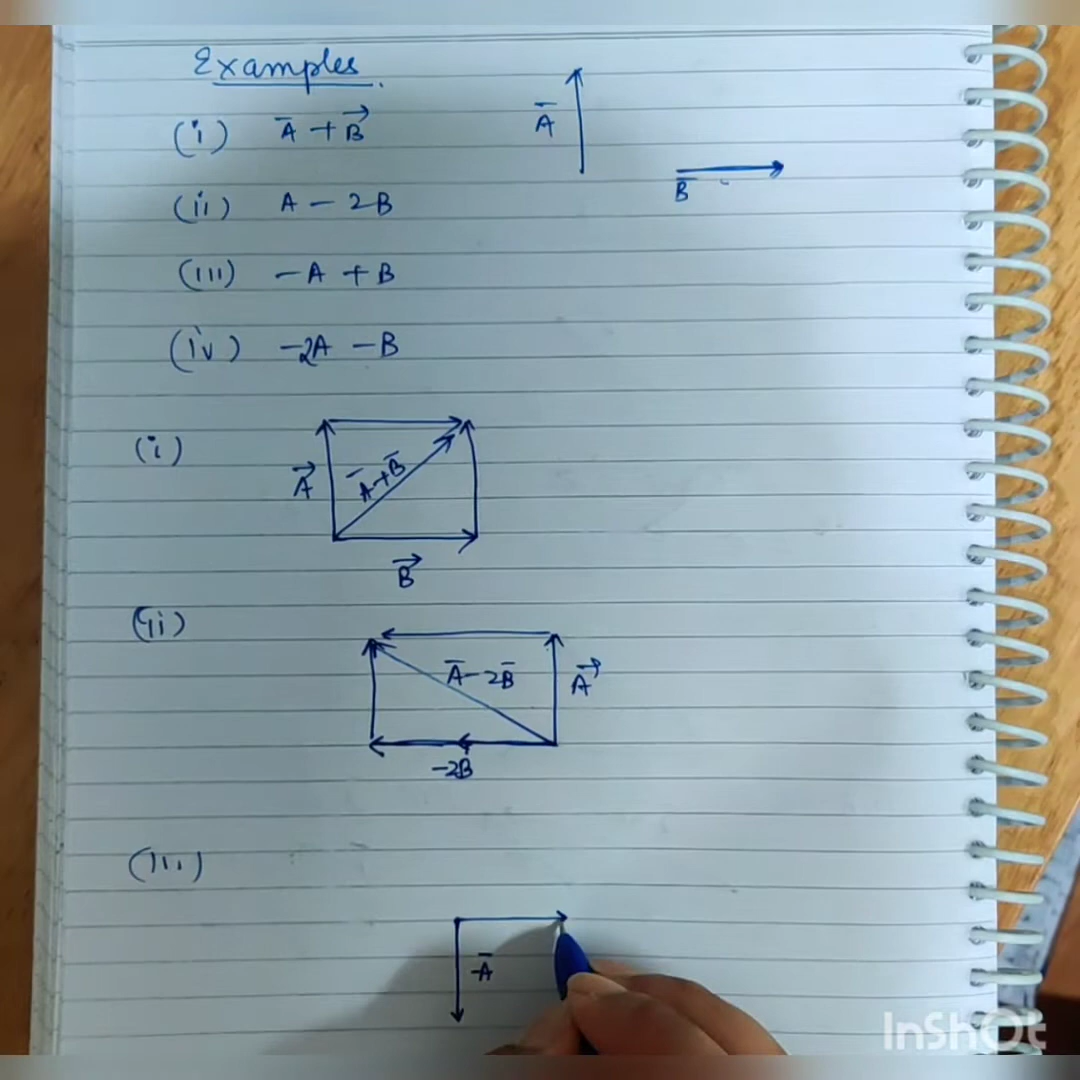 Examples.
(i) A̅ + B⃗
A̅
B̅
(ii) A - 2B
(iii) -A + B
(iv) -2A - B
(i)
A⃗
A̅+B̅
B⃗
(ii)
A̅ - 2B̅
A⃗
-2B
(iii)
-A̅
InShOt